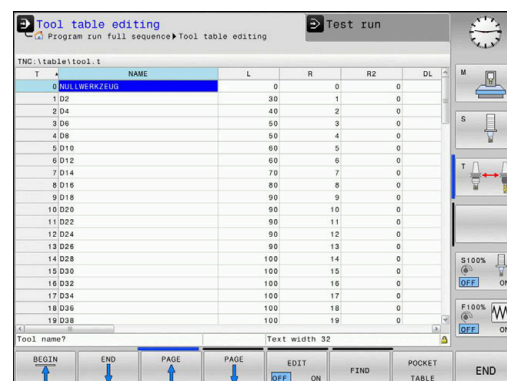 Tool table editing
Test run
Program run full sequence▸Tool table editing
TNC:\table\tool.t
T NAME L R R2 DL
0 NULLWERKZEUG 0 0 0
1 D2 30 1 0
2 D4 40 2 0
3 D6 50 3 0
4 D8 50 4 0
5 D10 60 5 0
6 D12 60 6 0
7 D14 70 7 0
8 D16 80 8 0
9 D18 90 9 0
10 D20 90 10 0
11 D22 90 11 0
12 D24 90 12 0
13 D26 90 13 0
14 D28 100 14 0
15 D30 100 15 0
16 D32 100 16 0
17 D34 100 17 0
18 D36 100 18 0
19 D38 100 19 0
Tool name? Text width 32
M
S
T
S100%
OFF ON
F100%
OFF ON
BEGIN
END
PAGE
PAGE
EDIT
OFF ON
FIND
POCKET
TABLE
END